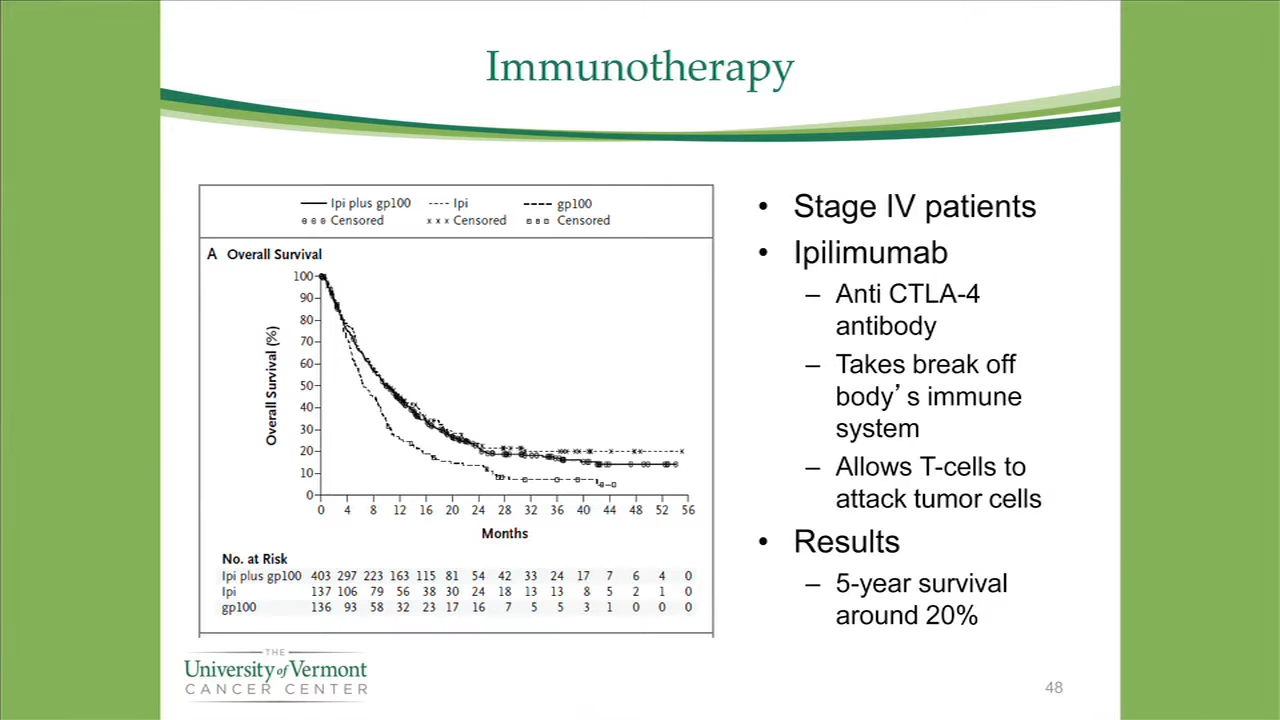 Immunotherapy
Ipi plus gp100 Ipi gp100
Censored Censored Censored
A Overall Survival
Overall Survival (%)
100
90
80
70
60
50
40
30
20
10
0
0 4 8 12 16 20 24 28 32 36 40 44 48 52 56
Months
No. at Risk
Ipi plus gp100 403 297 223 163 115 81 54 42 33 24 17 7 6 4 0
Ipi 137 106 79 56 38 30 24 18 13 13 8 5 2 1 0
gp100 136 93 58 32 23 17 16 7 5 5 3 1 0 0 0
• Stage IV patients
• Ipilimumab
– Anti CTLA-4
antibody
– Takes break off
body’s immune
system
– Allows T-cells to
attack tumor cells
• Results
– 5-year survival
around 20%
THE
University of Vermont
CANCER CENTER
48